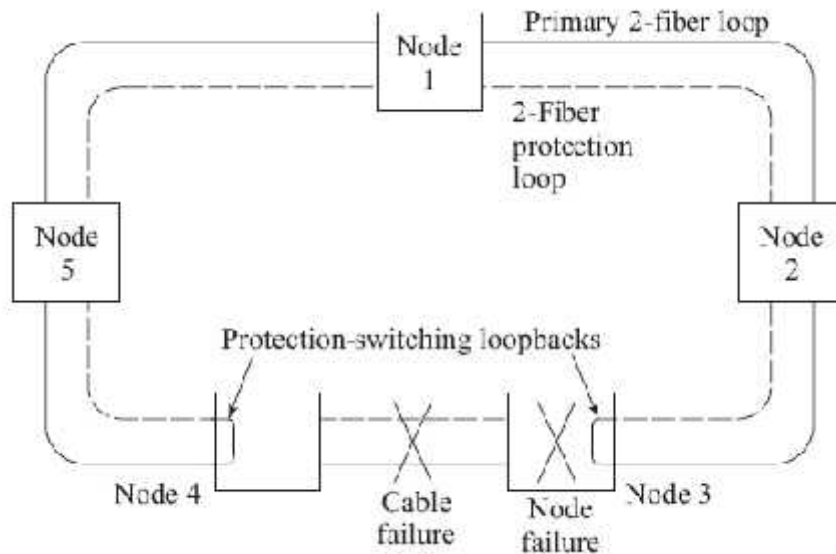 Primary 2-fiber loop
Node
1
2-Fiber
protection
loop
Node
5
Node
2
Protection-switching loopbacks
Node 4
Cable
failure
Node
failure
Node 3